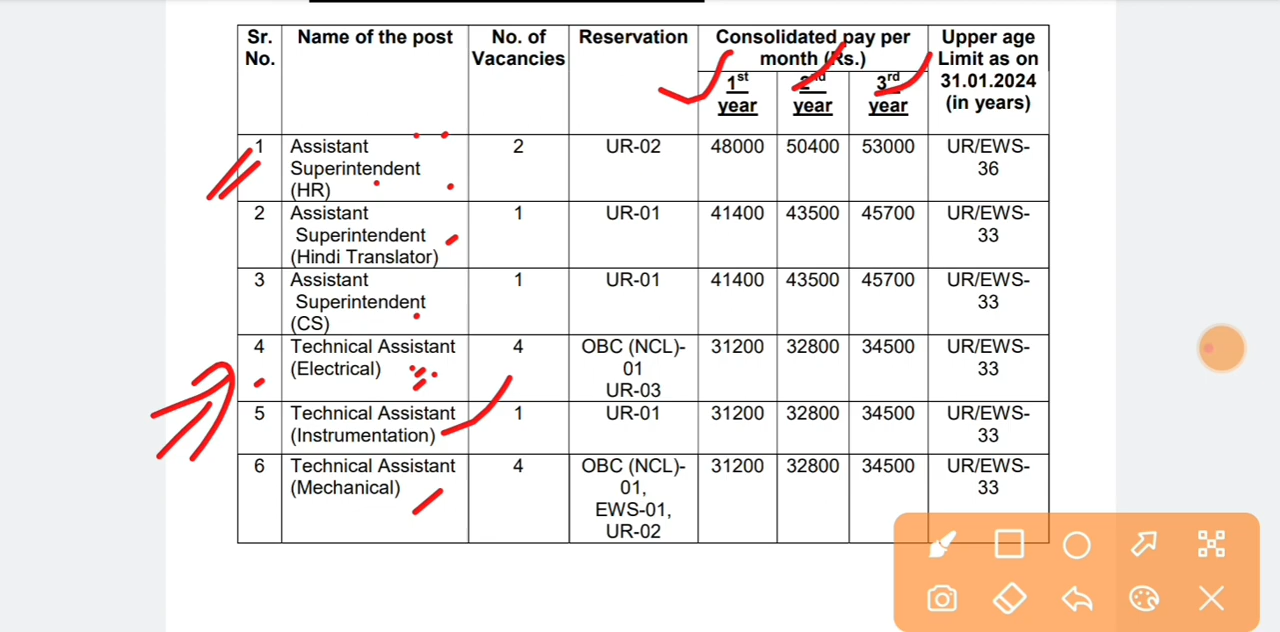 Sr. No. Name of the post No. of Vacancies Reservation Consolidated pay per month (Rs.) Upper age Limit as on 31.01.2024 (in years)
1st year 2nd year 3rd year
1 Assistant Superintendent (HR) 2 UR-02 48000 50400 53000 UR/EWS-36
2 Assistant Superintendent (Hindi Translator) 1 UR-01 41400 43500 45700 UR/EWS-33
3 Assistant Superintendent (CS) 1 UR-01 41400 43500 45700 UR/EWS-33
4 Technical Assistant (Electrical) 4 OBC (NCL)-01 UR-03 31200 32800 34500 UR/EWS-33
5 Technical Assistant (Instrumentation) 1 UR-01 31200 32800 34500 UR/EWS-33
6 Technical Assistant (Mechanical) 4 OBC (NCL)-01, EWS-01, UR-02 31200 32800 34500 UR/EWS-33